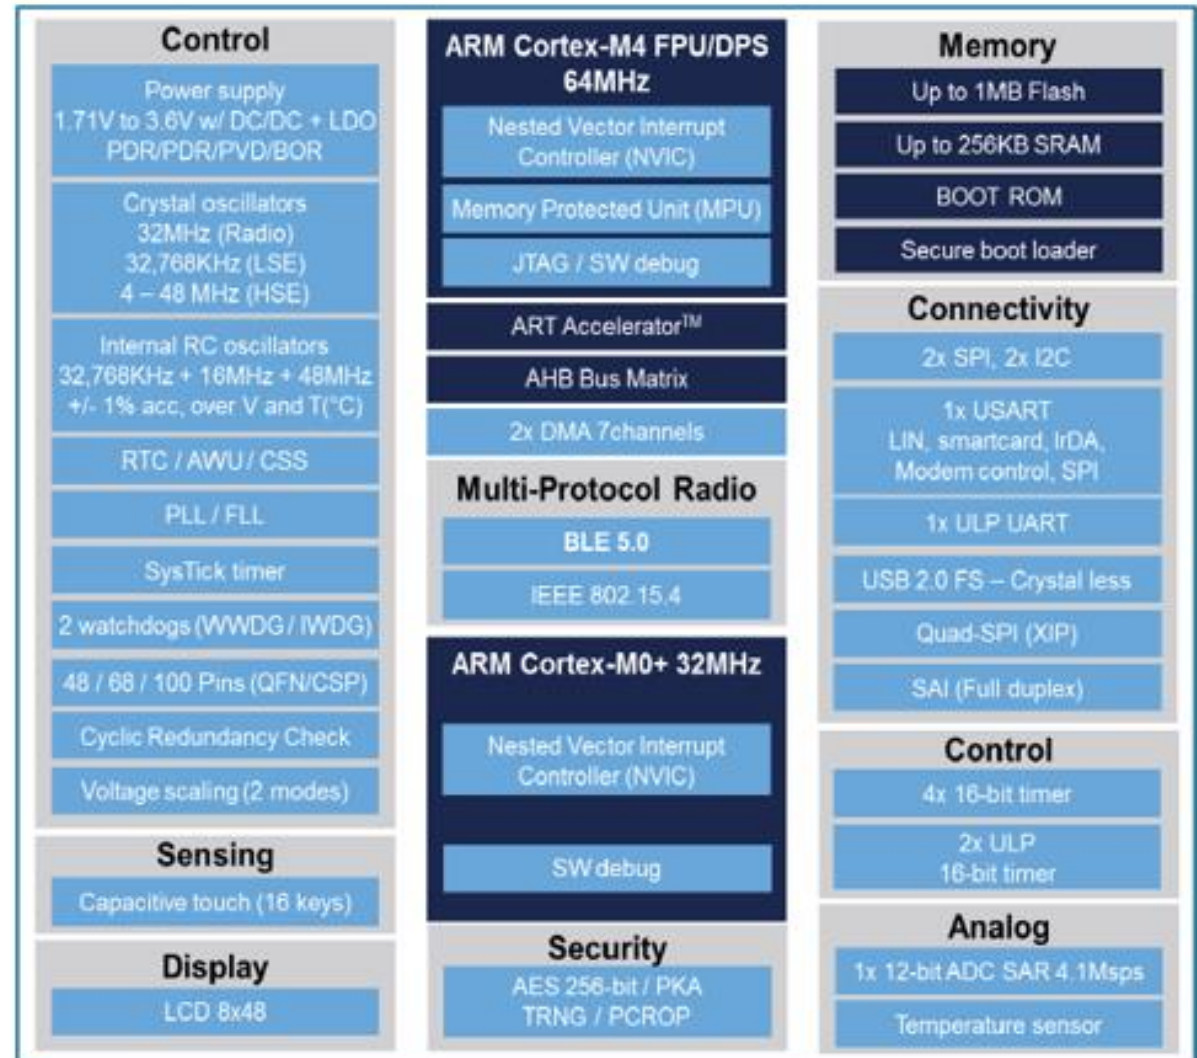 Control
Power supply
1.71V to 3.6V w/ DC/DC + LDO
PDR/PDR/PVD/BOR
Crystal oscillators
32MHz (Radio)
32,768KHz (LSE)
4 – 48 MHz (HSE)
Internal RC oscillators
32,768KHz + 16MHz + 48MHz
+/- 1% acc, over V and T(°C)
RTC / AWU / CSS
PLL / FLL
SysTick timer
2 watchdogs (WWDG / IWDG)
48 / 68 / 100 Pins (QFN/CSP)
Cyclic Redundancy Check
Voltage scaling (2 modes)
Sensing
Capacitive touch (16 keys)
Display
LCD 8x48
ARM Cortex-M4 FPU/DPS
64MHz
Nested Vector Interrupt
Controller (NVIC)
Memory Protected Unit (MPU)
JTAG / SW debug
ART Accelerator™
AHB Bus Matrix
2x DMA 7channels
Multi-Protocol Radio
BLE 5.0
IEEE 802.15.4
ARM Cortex-M0+ 32MHz
Nested Vector Interrupt
Controller (NVIC)
SW debug
Security
AES 256-bit / PKA
TRNG / PCROP
Memory
Up to 1MB Flash
Up to 256KB SRAM
BOOT ROM
Secure boot loader
Connectivity
2x SPI, 2x I2C
1x USART
LIN, smartcard, IrDA,
Modem control, SPI
1x ULP UART
USB 2.0 FS – Crystal less
Quad-SPI (XIP)
SAI (Full duplex)
Control
4x 16-bit timer
2x ULP
16-bit timer
Analog
1x 12-bit ADC SAR 4.1Msps
Temperature sensor